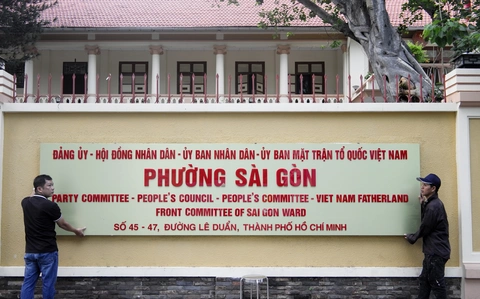 ĐẢNG ỦY - HỘI ĐỒNG NHÂN DÂN - ỦY BAN NHÂN DÂN - ỦY BAN MẶT TRẬN TỔ QUỐC VIỆT NAM
PHƯỜNG SÀI GÒN
PARTY COMMITTEE - PEOPLE'S COUNCIL - PEOPLE'S COMMITTEE - VIET NAM FATHERLAND
FRONT COMMITTEE OF SAI GON WARD
SỐ 45 - 47, ĐƯỜNG LÊ DUẨN, THÀNH PHỐ HỒ CHÍ MINH